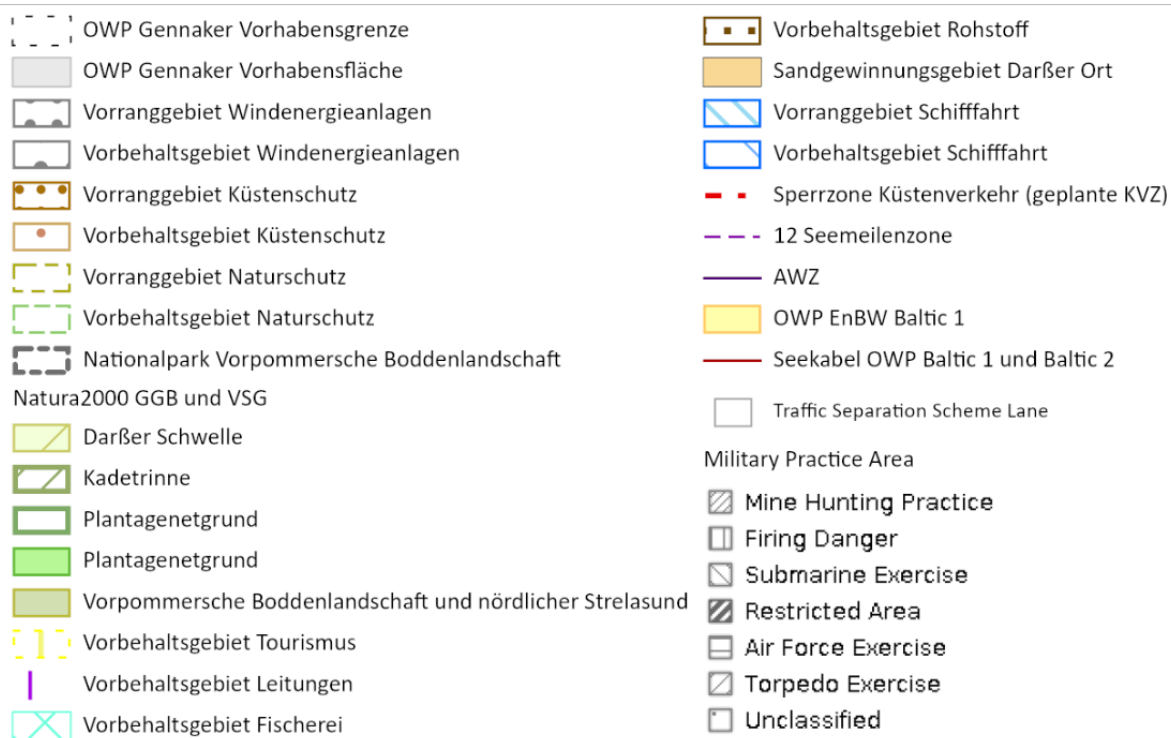 OWP Gennaker Vorhabensgrenze
OWP Gennaker Vorhabensfläche
Vorranggebiet Windenergieanlagen
Vorbehaltsgebiet Windenergieanlagen
Vorranggebiet Küstenschutz
Vorbehaltsgebiet Küstenschutz
Vorranggebiet Naturschutz
Vorbehaltsgebiet Naturschutz
Nationalpark Vorpommersche Boddenlandschaft
Natura2000 GGB und VSG
Darßer Schwelle
Kadetrinne
Plantagenetgrund
Plantagenetgrund
Vorpommersche Boddenlandschaft und nördlicher Strelasund
Vorbehaltsgebiet Tourismus
Vorbehaltsgebiet Leitungen
Vorbehaltsgebiet Fischerei
Vorbehaltsgebiet Rohstoff
Sandgewinnungsgebiet Darßer Ort
Vorranggebiet Schifffahrt
Vorbehaltsgebiet Schifffahrt
Sperrzone Küstenverkehr (geplante KVZ)
12 Seemeilenzone
AWZ
OWP EnBW Baltic 1
Seekabel OWP Baltic 1 und Baltic 2
Traffic Separation Scheme Lane
Military Practice Area
Mine Hunting Practice
Firing Danger
Submarine Exercise
Restricted Area
Air Force Exercise
Torpedo Exercise
Unclassified